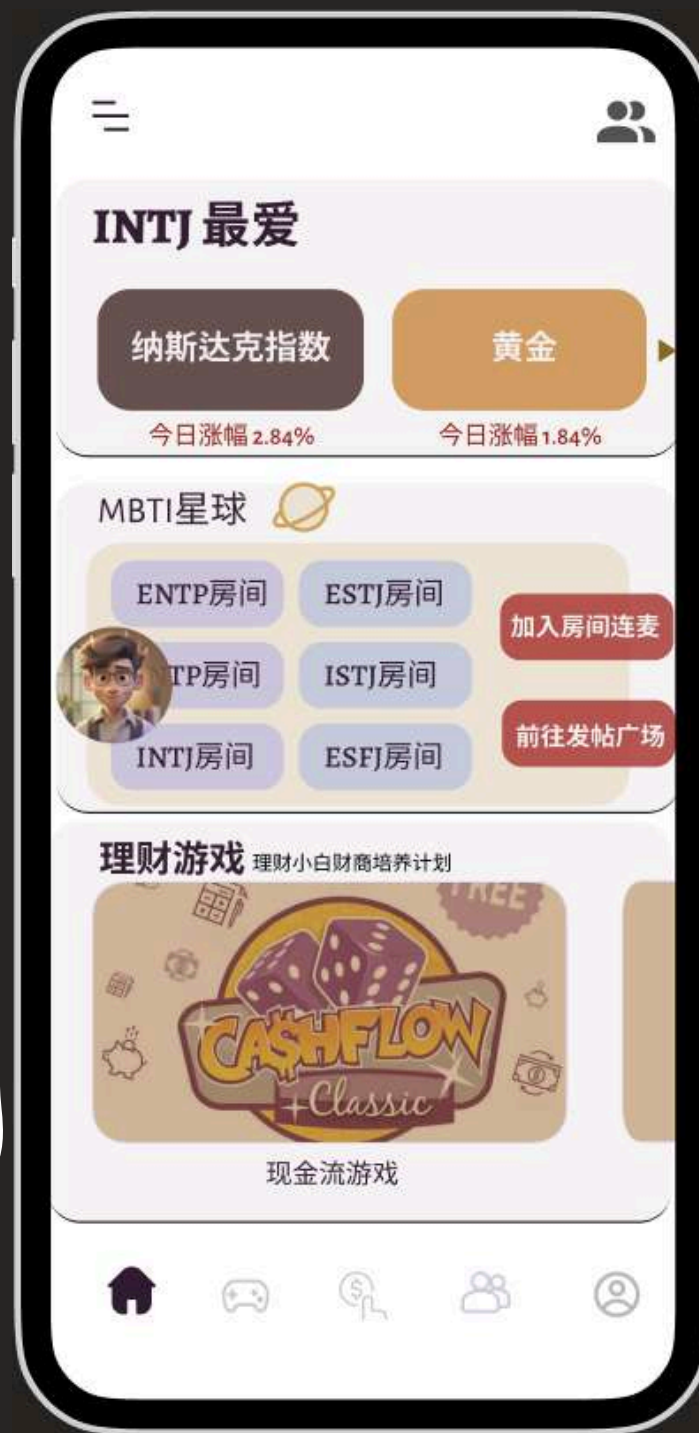 INTJ 最爱
纳斯达克指数
黄金
今日涨幅2.84%
今日涨幅1.84%
MBTI星球
ENTP房间
ESTJ房间
加入房间连麦
TP房间
ISTJ房间
前往发帖广场
INTJ房间
ESFJ房间
理财游戏 理财小白财商培养计划
FREE
CA$HFLOW
Classic
现金流游戏